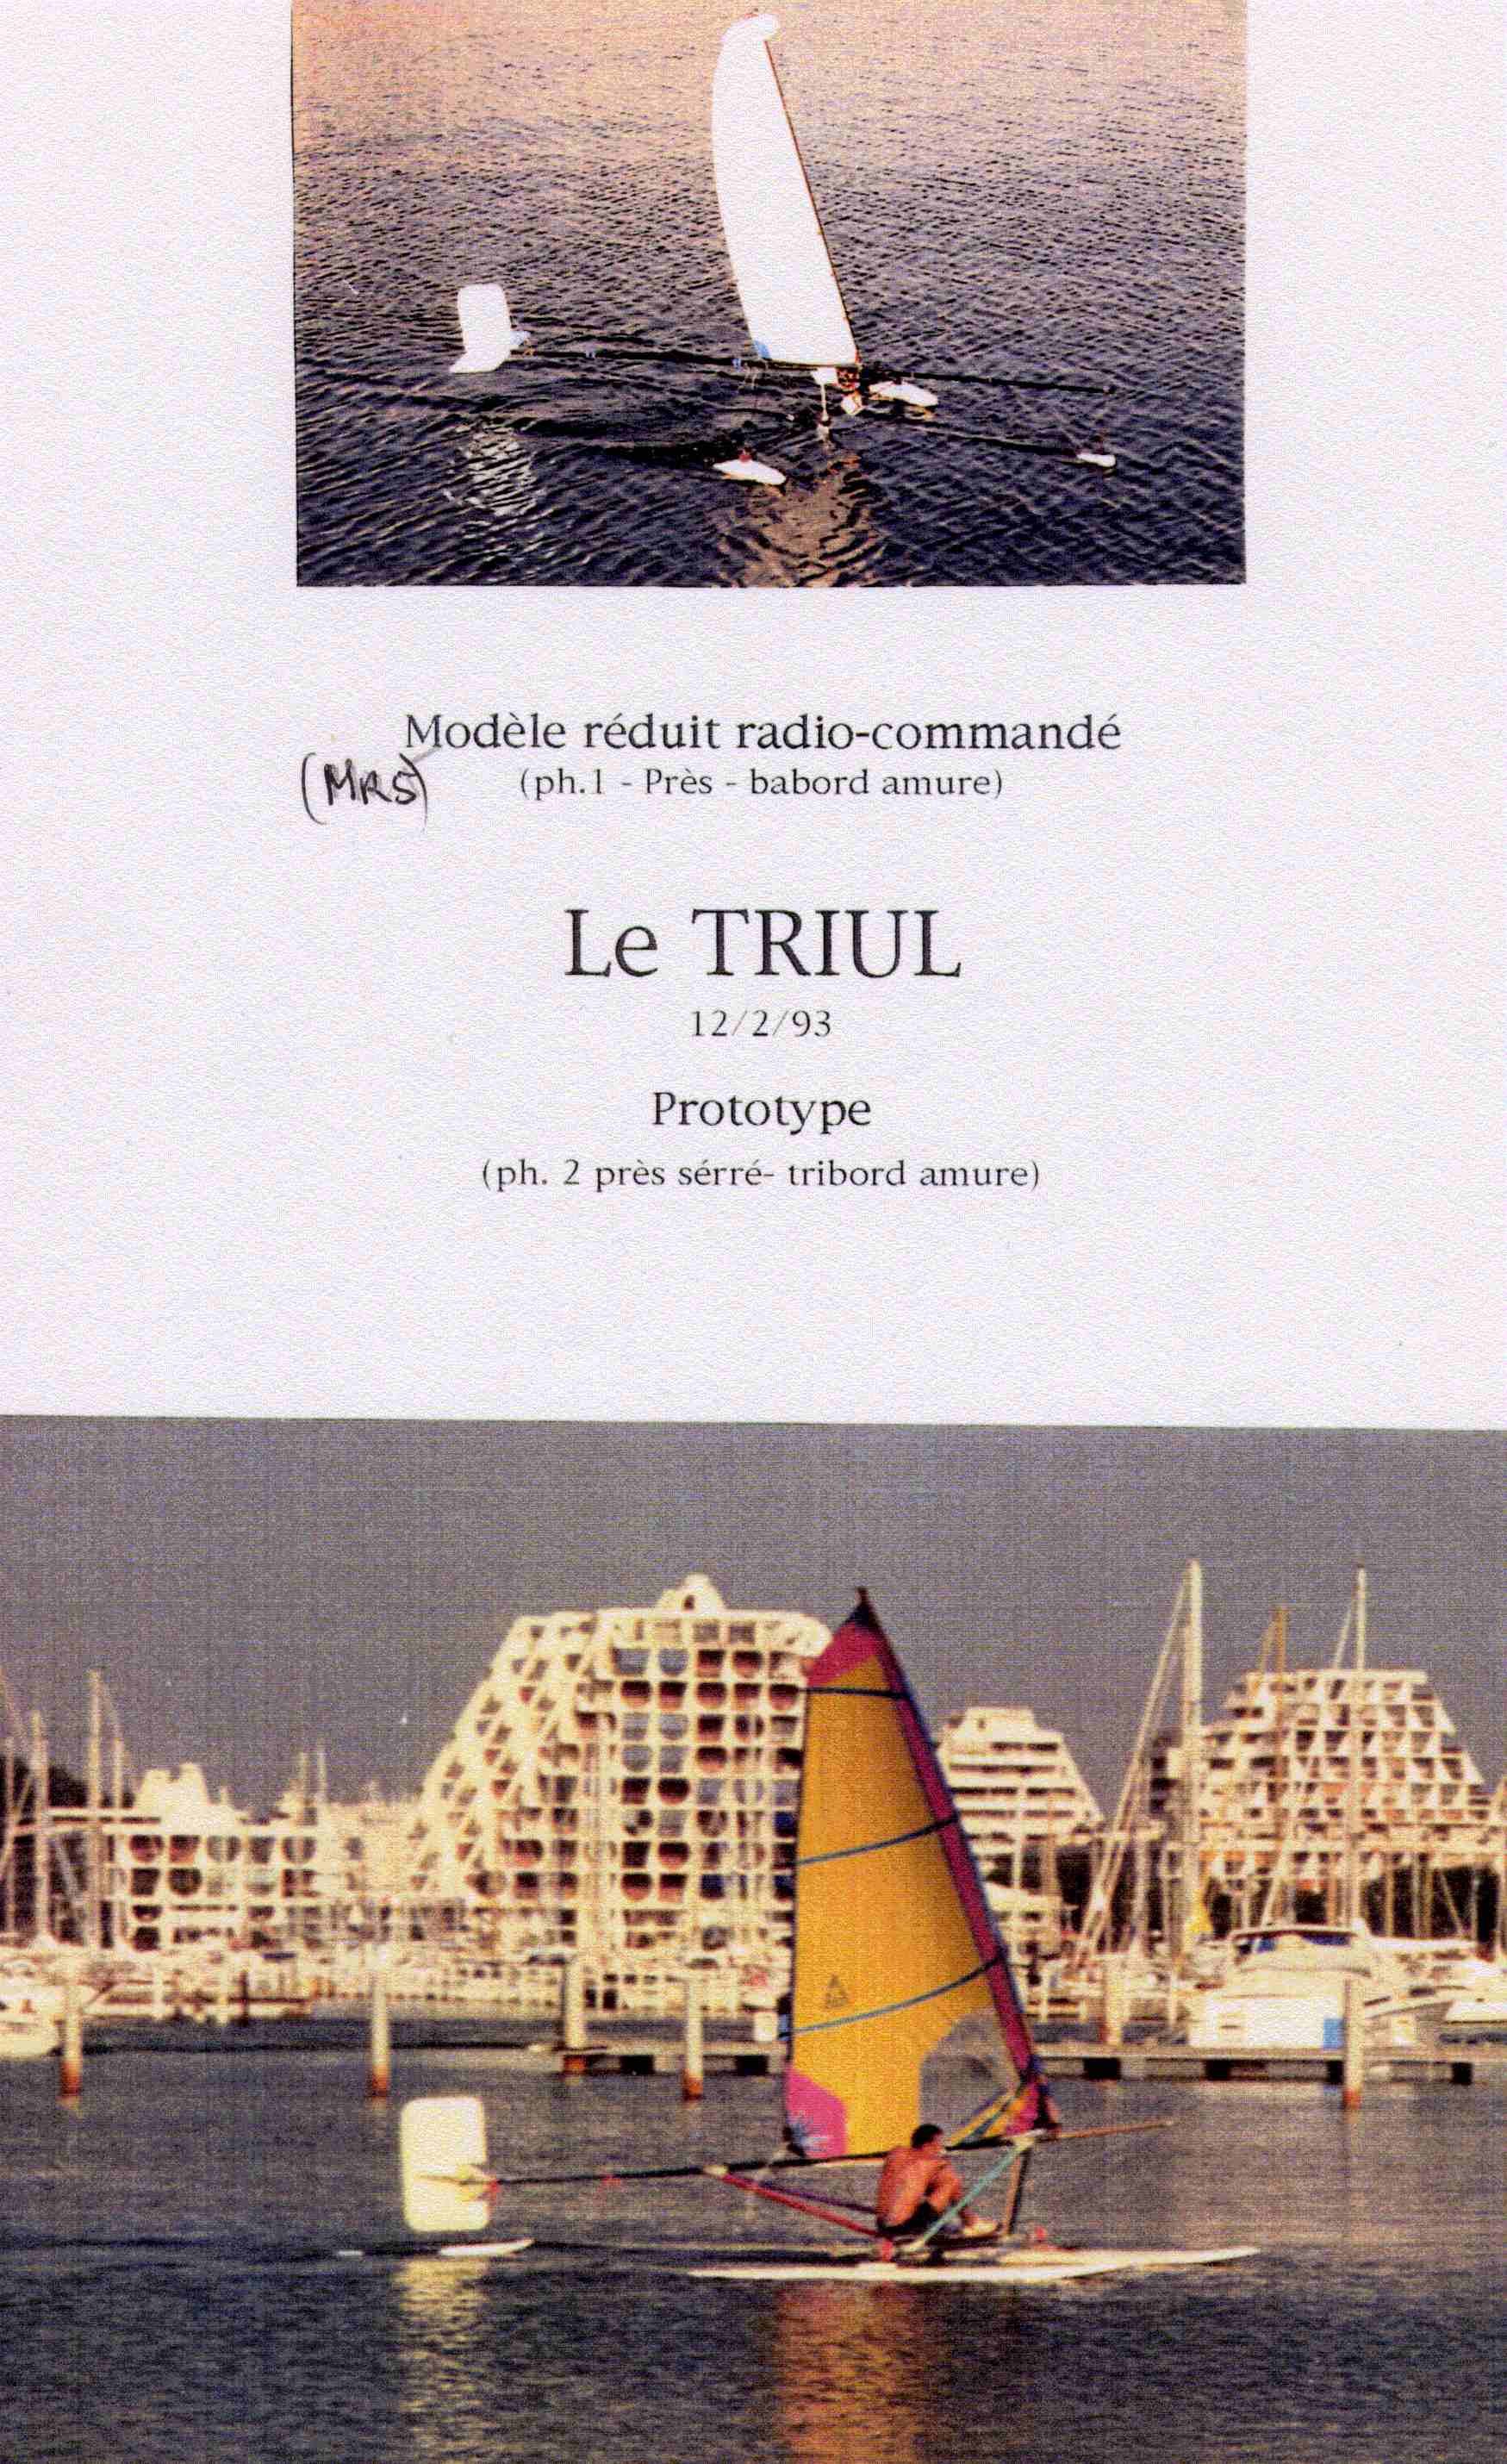 Modèle réduit radio-commandé
(MRS)
(ph.1 - Près - babord amure)
Le TRIUL
12/2/93
Prototype
(ph. 2 près sérré- tribord amure)